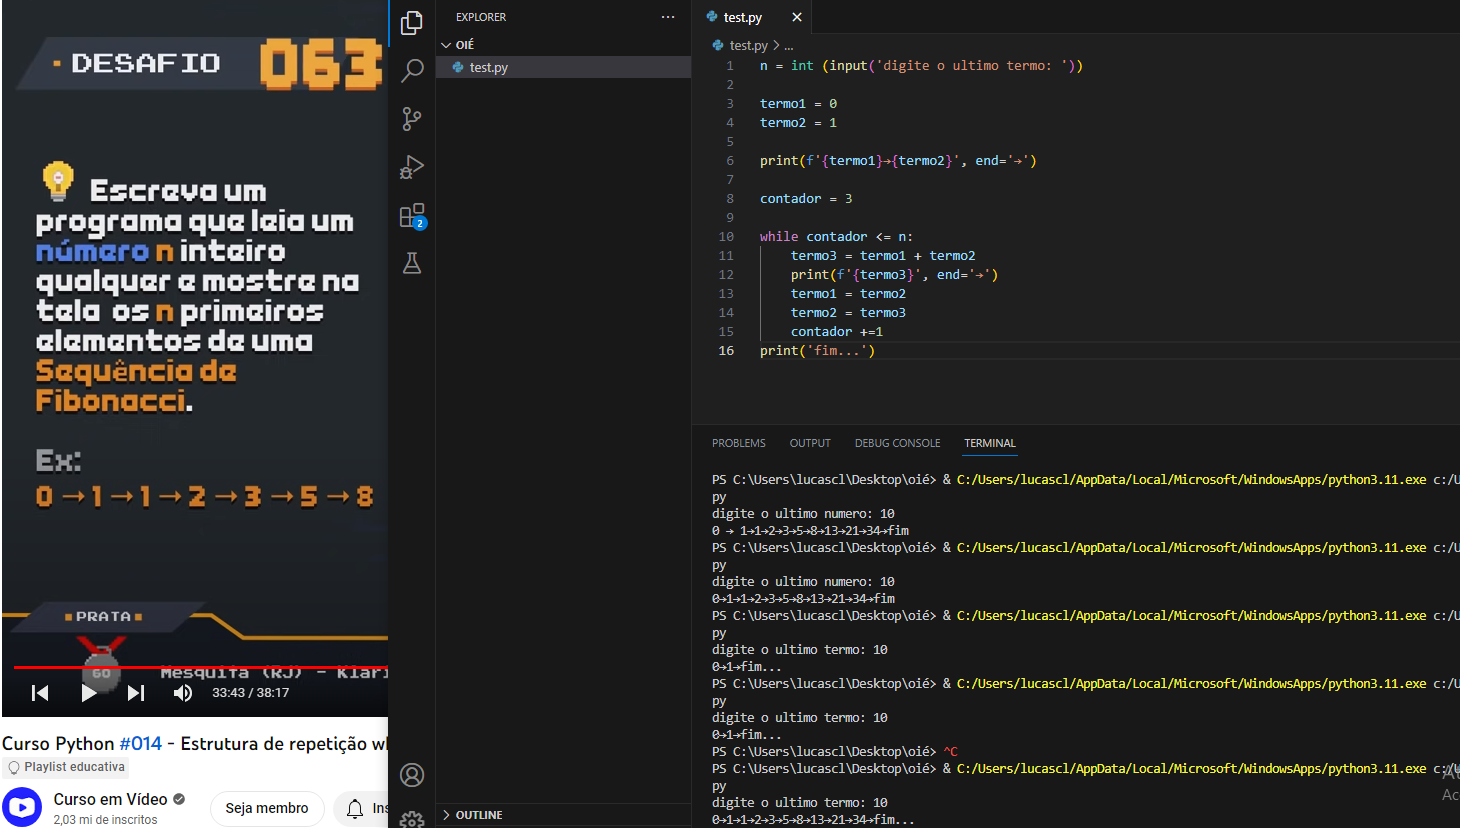 DESAFIO 063
Escreva um
programa que leia um
número n inteiro
qualquer e mostre na
tela os n primeiros
elementos de uma
Sequência de
Fibonacci.
Ex:
0 → 1 → 1 → 2 → 3 → 5 → 8
PRATA
60
Mesquita (RJ) - Klari
33:43 / 38:17
Curso Python #014 - Estrutura de repetição wh
Playlist educativa
Curso em Vídeo
2,03 mi de inscritos
Seja membro
Ins
2
EXPLORER
...
OIÉ
test.py
OUTLINE
test.py
test.py > ...
1 n = int (input('digite o ultimo termo: '))
2
3 termo1 = 0
4 termo2 = 1
5
6 print(f'{termo1}→{termo2}', end='→')
7
8 contador = 3
9
10 while contador <= n:
11 termo3 = termo1 + termo2
12 print(f'{termo3}', end='→')
13 termo1 = termo2
14 termo2 = termo3
15 contador +=1
16 print('fim...')
PROBLEMS OUTPUT DEBUG CONSOLE TERMINAL
PS C:\Users\lucascl\Desktop\oié> & C:/Users/lucascl/AppData/Local/Microsoft/WindowsApps/python3.11.exe c:/U
py
digite o ultimo numero: 10
0 → 1→1→2→3→5→8→13→21→34→fim
PS C:\Users\lucascl\Desktop\oié> & C:/Users/lucascl/AppData/Local/Microsoft/WindowsApps/python3.11.exe c:/U
py
digite o ultimo numero: 10
0→1→1→2→3→5→8→13→21→34→fim
PS C:\Users\lucascl\Desktop\oié> & C:/Users/lucascl/AppData/Local/Microsoft/WindowsApps/python3.11.exe c:/U
py
digite o ultimo termo: 10
0→1→fim...
PS C:\Users\lucascl\Desktop\oié> & C:/Users/lucascl/AppData/Local/Microsoft/WindowsApps/python3.11.exe c:/U
py
digite o ultimo termo: 10
0→1→fim...
PS C:\Users\lucascl\Desktop\oié> ^C
PS C:\Users\lucascl\Desktop\oié> & C:/Users/lucascl/AppData/Local/Microsoft/WindowsApps/python3.11.exe c:/U
py
digite o ultimo termo: 10
0→1→1→2→3→5→8→13→21→34→fim...